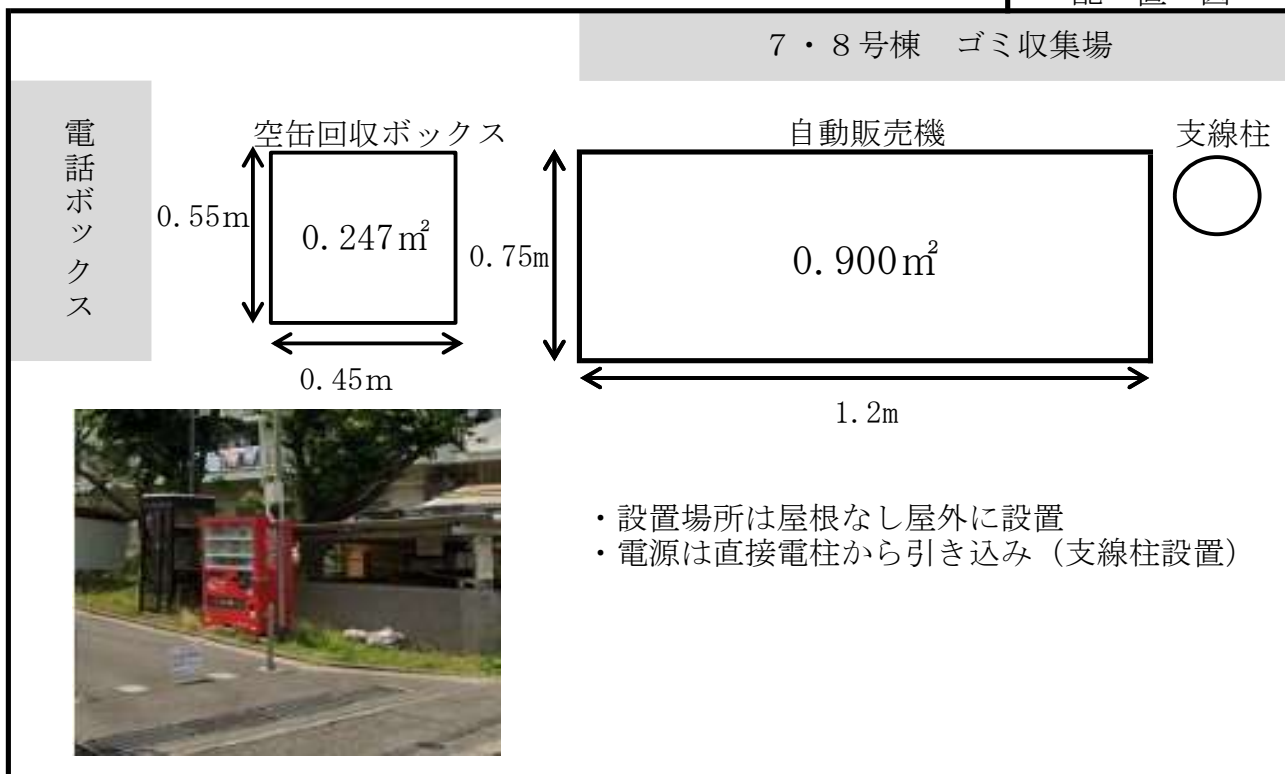 配置図
７・８号棟　ゴミ収集場
電話ボックス
空缶回収ボックス
自動販売機
支線柱
0.55m
0.247㎡
0.75m
0.900㎡
0.45m
1.2m
・設置場所は屋根なし屋外に設置
・電源は直接電柱から引き込み（支線柱設置）